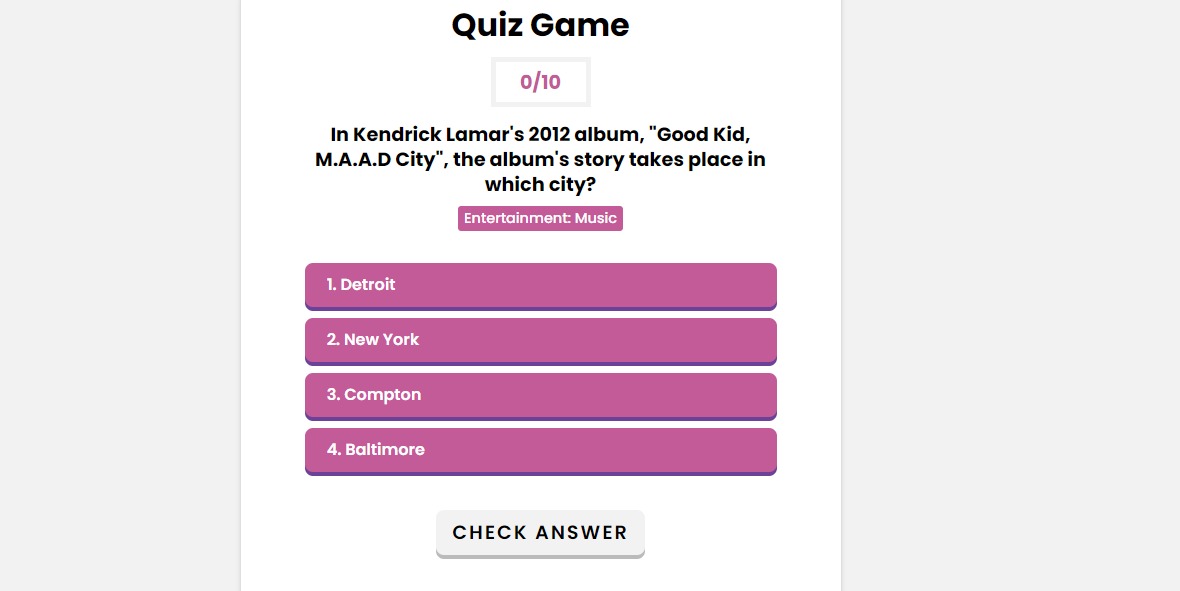 Quiz Game
0/10
In Kendrick Lamar's 2012 album, "Good Kid,
M.A.A.D City", the album's story takes place in
which city?
Entertainment: Music
1. Detroit
2. New York
3. Compton
4. Baltimore
CHECK ANSWER